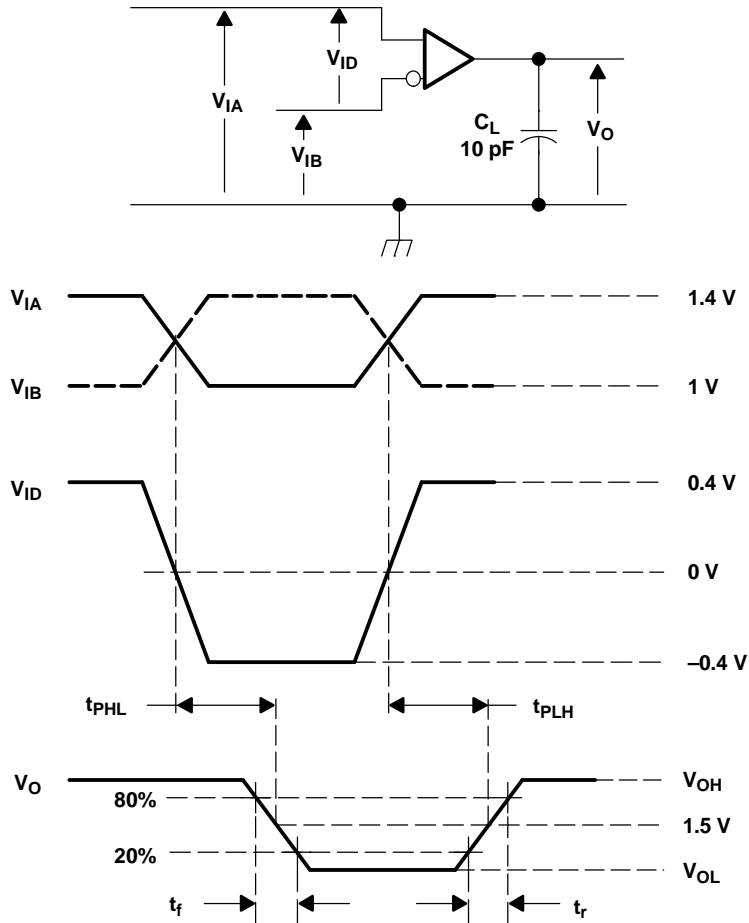 V_ID
V_IA
V_IB
C_L
10 pF
V_O
V_IA
1.4 V
V_IB
1 V
V_ID
0.4 V
0 V
–0.4 V
t_PHL
t_PLH
V_O
V_OH
80%
1.5 V
20%
V_OL
t_f
t_r